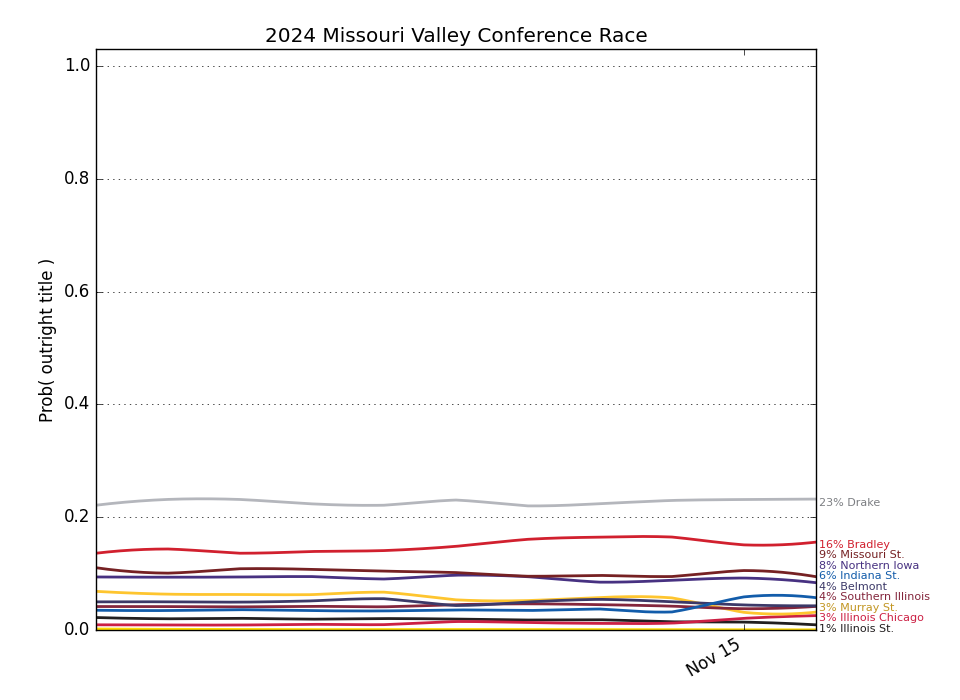 2024 Missouri Valley Conference Race
1.0
0.8
0.6
0.4
0.2
0.0
Prob( outright title )
Nov 15
23% Drake
16% Bradley
9% Missouri St.
8% Northern Iowa
6% Indiana St.
4% Belmont
4% Southern Illinois
3% Murray St.
3% Illinois Chicago
1% Illinois St.